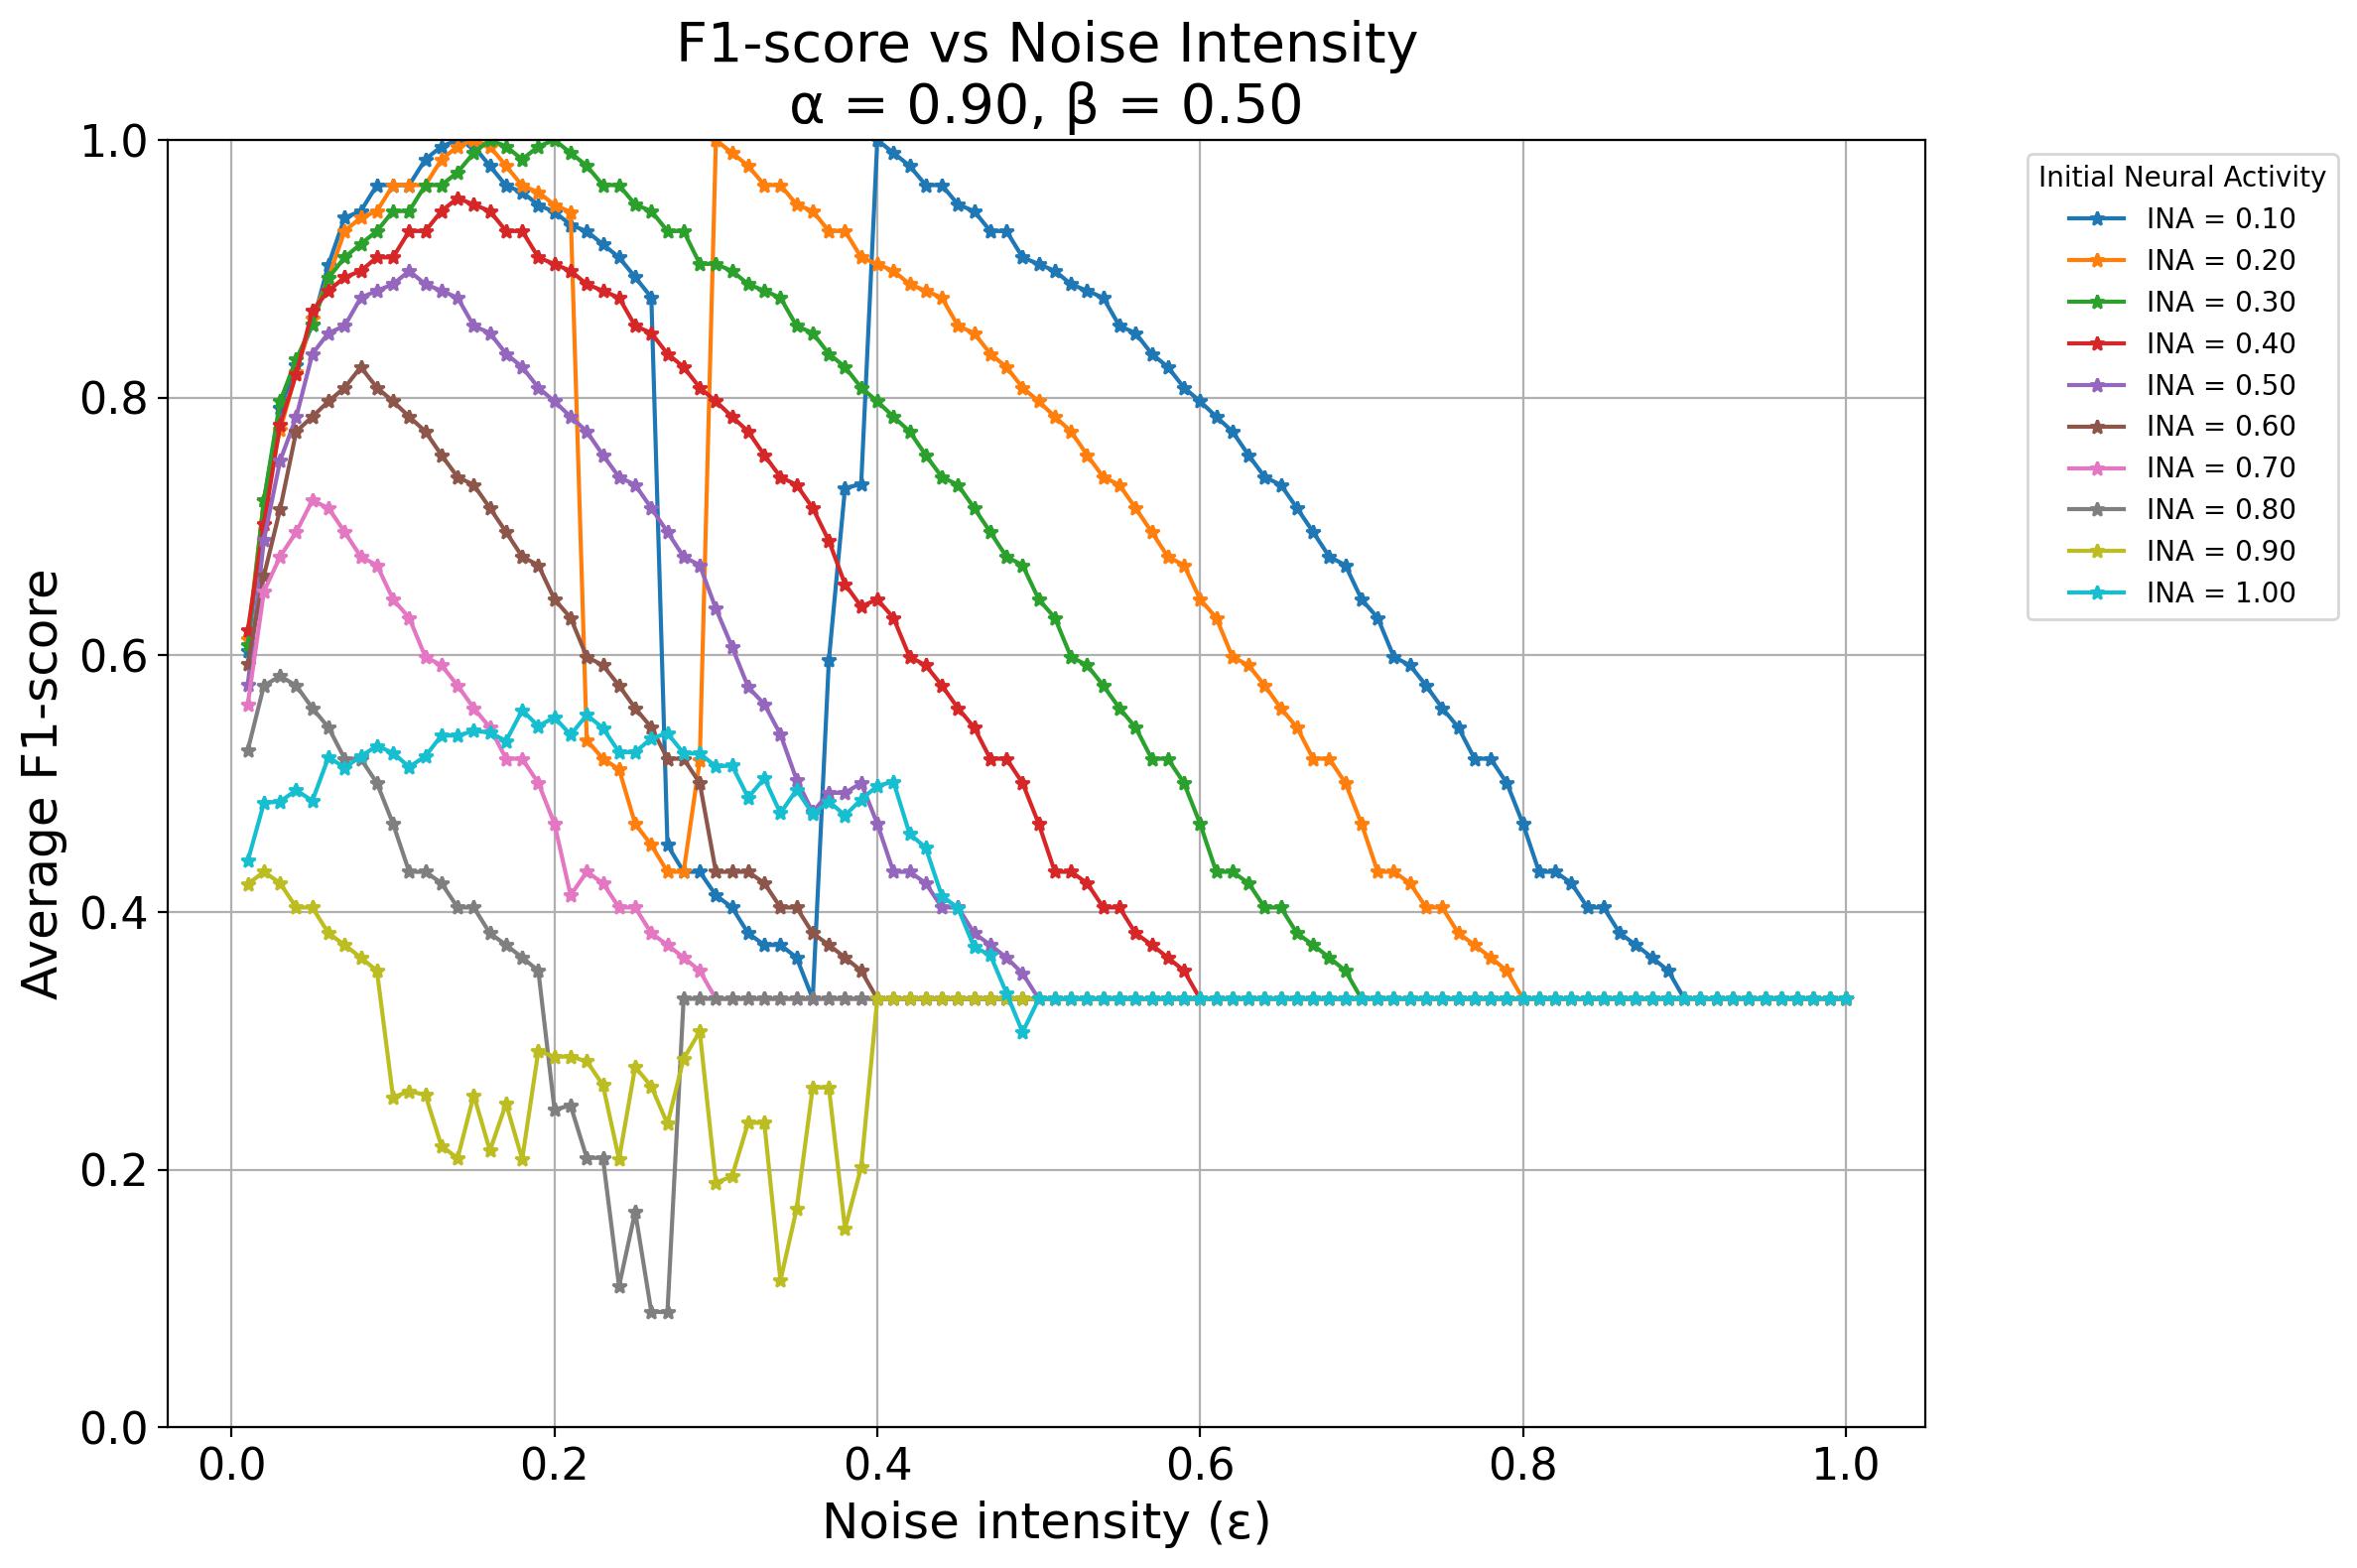 F1-score vs Noise Intensity
α = 0.90, β = 0.50
1.0
0.8
0.6
0.4
0.2
0.0
Average F1-score
0.0
0.2
0.4
0.6
0.8
1.0
Noise intensity (ε)
Initial Neural Activity
INA = 0.10
INA = 0.20
INA = 0.30
INA = 0.40
INA = 0.50
INA = 0.60
INA = 0.70
INA = 0.80
INA = 0.90
INA = 1.00